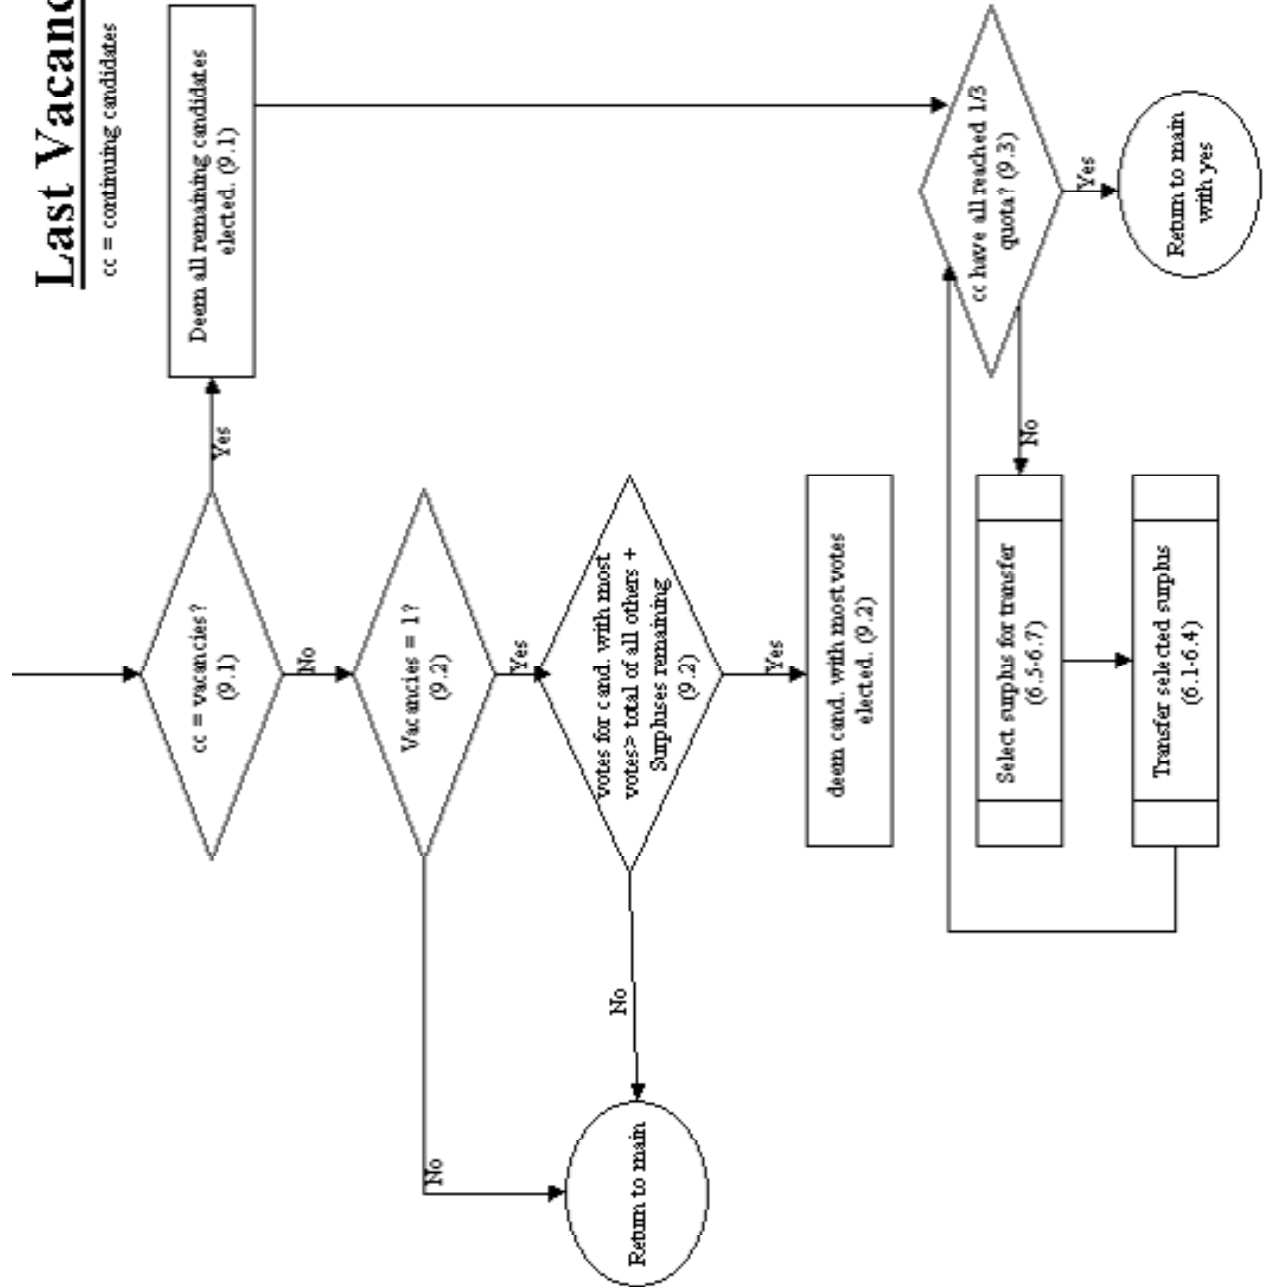 Last Vacanc
cc = continuing candidates
cc = vacancies?
(9.1)
Yes
Deem all remaining candidates
elected. (9.1)
No
Vacancies = 1?
(9.2)
No
Yes
votes for cand. with most
votes> total of all others +
Surpluses remaining
(9.2)
No
Return to main
Yes
deem cand. with most votes
elected. (9.2)
cc have all reached 1/3
quota? (9.3)
No
Yes
Return to main
with yes
Select surplus for transfer
(6.5-6.7)
Transfer selected surplus
(6.1-6.4)